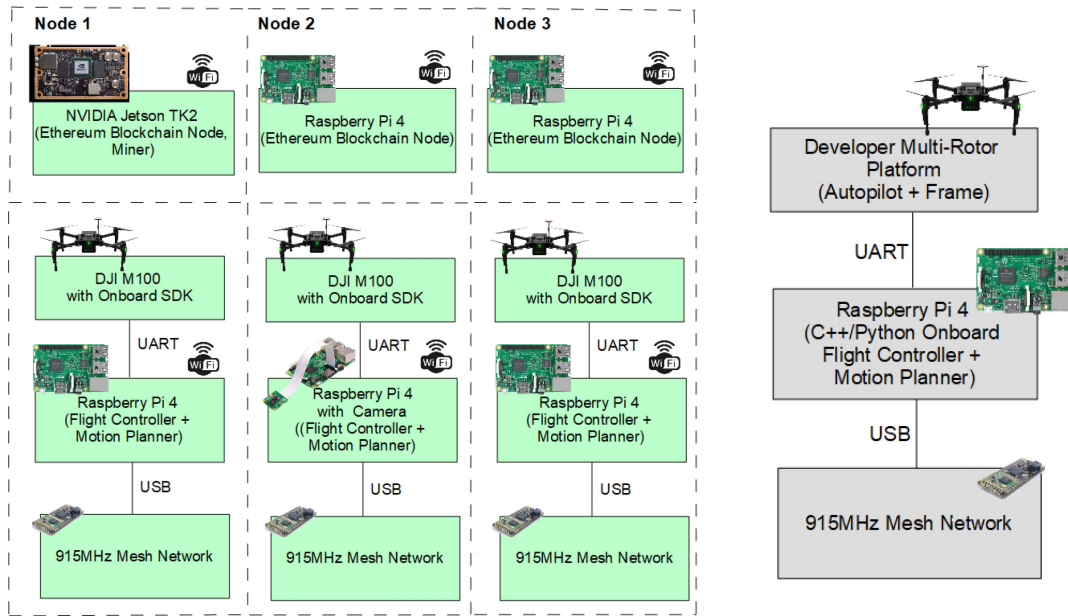 Node 1
Node 2
Node 3
Wi Fi
Wi Fi
Wi Fi
NVIDIA Jetson TK2
(Ethereum Blockchain Node,
Miner)
Raspberry Pi 4
(Ethereum Blockchain Node)
Raspberry Pi 4
(Ethereum Blockchain Node)
DJI M100
with Onboard SDK
DJI M100
with Onboard SDK
DJI M100
with Onboard SDK
UART
UART
UART
Wi Fi
Wi Fi
Wi Fi
Raspberry Pi 4
(Flight Controller +
Motion Planner)
Raspberry Pi 4
with Camera
((Flight Controller +
Motion Planner)
Raspberry Pi 4
(Flight Controller +
Motion Planner)
USB
USB
USB
915MHz Mesh Network
915MHz Mesh Network
915MHz Mesh Network
Developer Multi-Rotor
Platform
(Autopilot + Frame)
UART
Raspberry Pi 4
(C++/Python Onboard
Flight Controller +
Motion Planner)
USB
915MHz Mesh Network